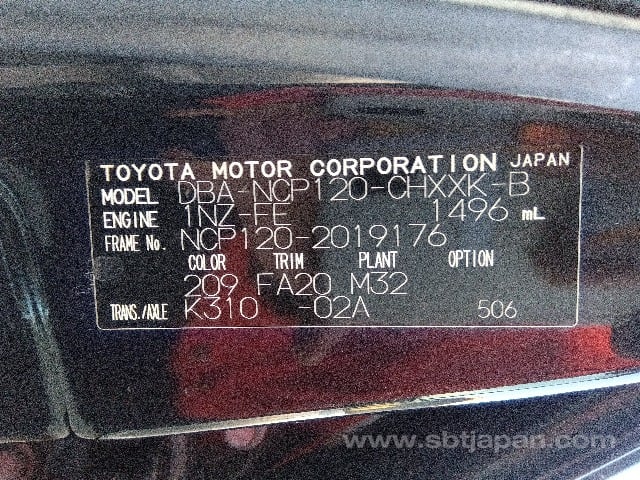 TOYOTA MOTOR CORPORATION JAPAN
MODEL DBA-NCP120-CHXXK-B
ENGINE 1NZ-FE 1496 mL
FRAME No. NCP120-2019176
COLOR TRIM PLANT OPTION
209 FA20 M32
TRANS./AXLE K310 -02A 506
www.sbtjapan.com